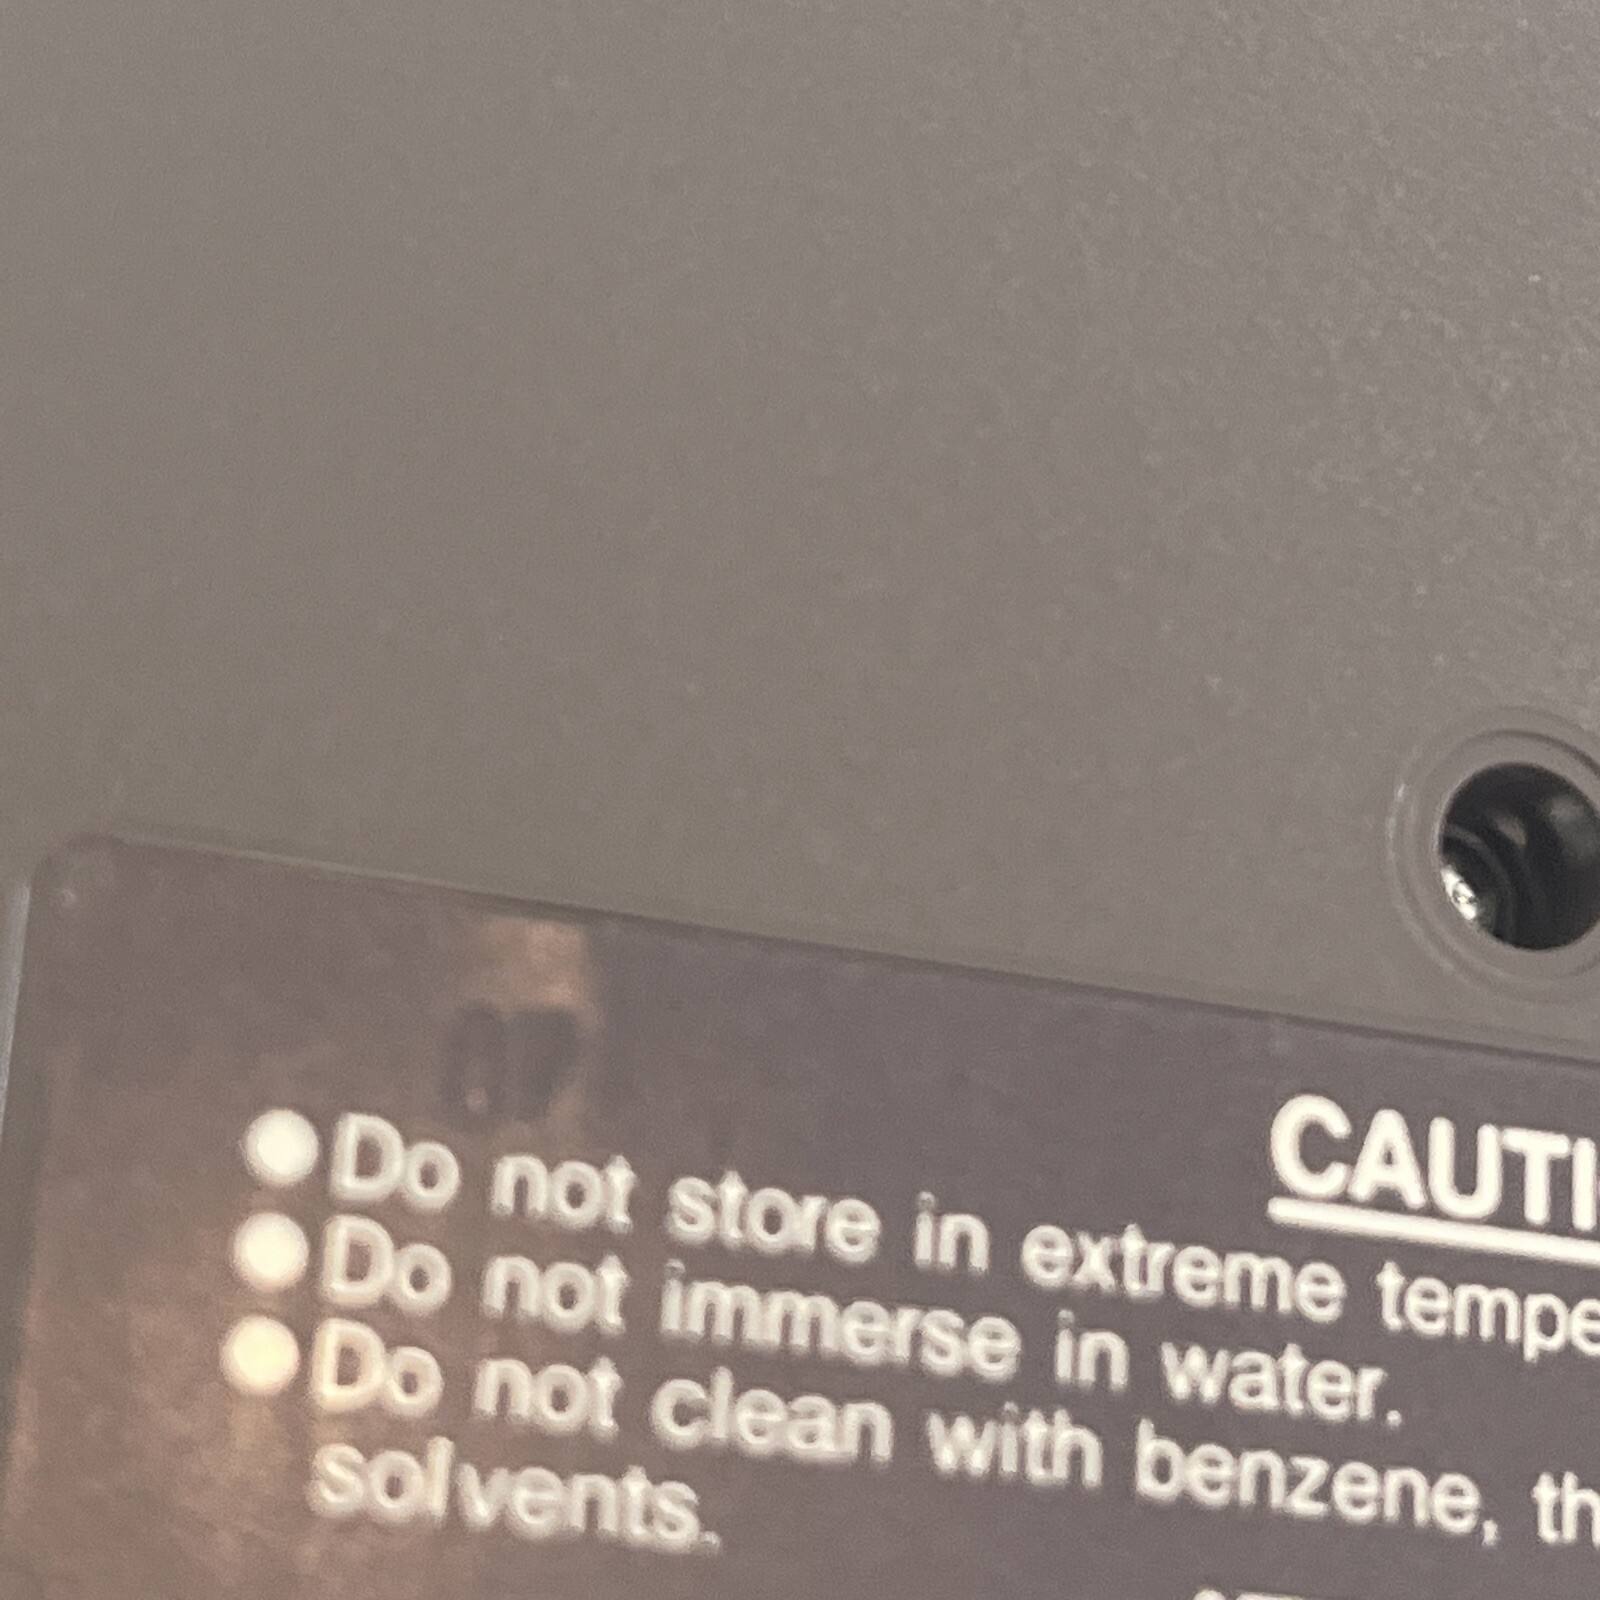 CAUTI
●Do not store in extreme tempe
●Do not immerse in water.
●Do not clean with benzene, th
solvents.